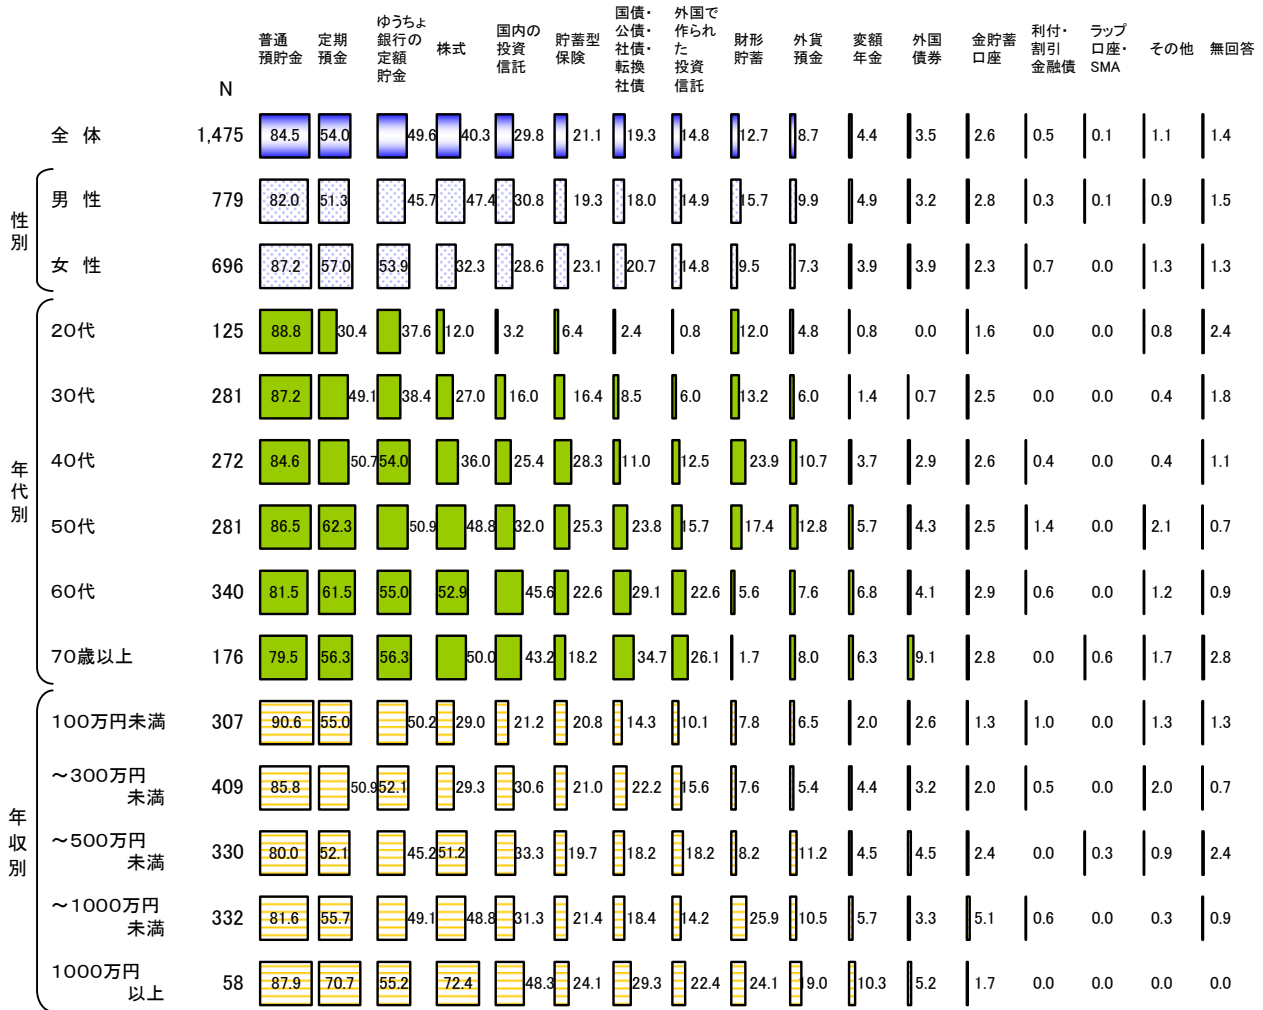 N
普通
預貯金
定期
預金
ゆうちょ
銀行の
定額
貯金
株式
国内の
投資
信託
貯蓄型
保険
国債・
公債・
社債・
転換
社債
外国で
作られ
た
投資
信託
財形
貯蓄
外貨
預金
変額
年金
外国
債券
金貯蓄
口座
利付・
割引
金融債
ラップ
口座・
SMA
その他
無回答
全 体 1,475 84.5 54.0 49.6 40.3 29.8 21.1 19.3 14.8 12.7 8.7 4.4 3.5 2.6 0.5 0.1 1.1 1.4
性別
男 性 779 82.0 51.3 45.7 47.4 30.8 19.3 18.0 14.9 15.7 9.9 4.9 3.2 2.8 0.3 0.1 0.9 1.5
女 性 696 87.2 57.0 53.9 32.3 28.6 23.1 20.7 14.8 9.5 7.3 3.9 3.9 2.3 0.7 0.0 1.3 1.3
年代別
20代 125 88.8 30.4 37.6 12.0 3.2 6.4 2.4 0.8 12.0 4.8 0.8 0.0 1.6 0.0 0.0 0.8 2.4
30代 281 87.2 49.1 38.4 27.0 16.0 16.4 8.5 6.0 13.2 6.0 1.4 0.7 2.5 0.0 0.0 0.4 1.8
40代 272 84.6 50.7 54.0 36.0 25.4 28.3 11.0 12.5 23.9 10.7 3.7 2.9 2.6 0.4 0.0 0.4 1.1
50代 281 86.5 62.3 50.9 48.8 32.0 25.3 23.8 15.7 17.4 12.8 5.7 4.3 2.5 1.4 0.0 2.1 0.7
60代 340 81.5 61.5 55.0 52.9 45.6 22.6 29.1 22.6 5.6 7.6 6.8 4.1 2.9 0.6 0.0 1.2 0.9
70歳以上 176 79.5 56.3 56.3 50.0 43.2 18.2 34.7 26.1 1.7 8.0 6.3 9.1 2.8 0.0 0.6 1.7 2.8
年収別
100万円未満 307 90.6 55.0 50.2 29.0 21.2 20.8 14.3 10.1 7.8 6.5 2.0 2.6 1.3 1.0 0.0 1.3 1.3
～300万円
未満 409 85.8 50.9 52.1 29.3 30.6 21.0 22.2 15.6 7.6 5.4 4.4 3.2 2.0 0.5 0.0 2.0 0.7
～500万円
未満 330 80.0 52.1 45.2 51.2 33.3 19.7 18.2 18.2 8.2 11.2 4.5 4.5 2.4 0.0 0.3 0.9 2.4
～1000万円
未満 332 81.6 55.7 49.1 48.8 31.3 21.4 18.4 14.2 25.9 10.5 5.7 3.3 5.1 0.6 0.0 0.3 0.9
1000万円
以上 58 87.9 70.7 55.2 72.4 48.3 24.1 29.3 22.4 24.1 19.0 10.3 5.2 1.7 0.0 0.0 0.0 0.0